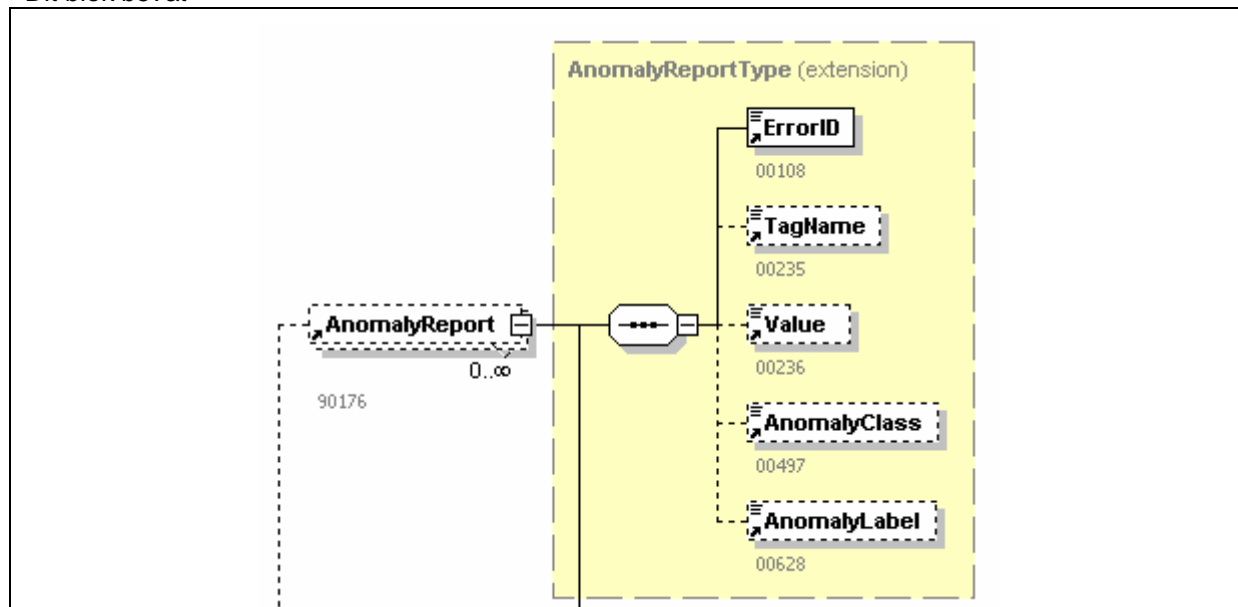 AnomalyReportType (extension)
ErrorID
00108
TagName
00235
Value
00236
AnomalyReport
0..∞
90176
AnomalyClass
00497
AnomalyLabel
00628